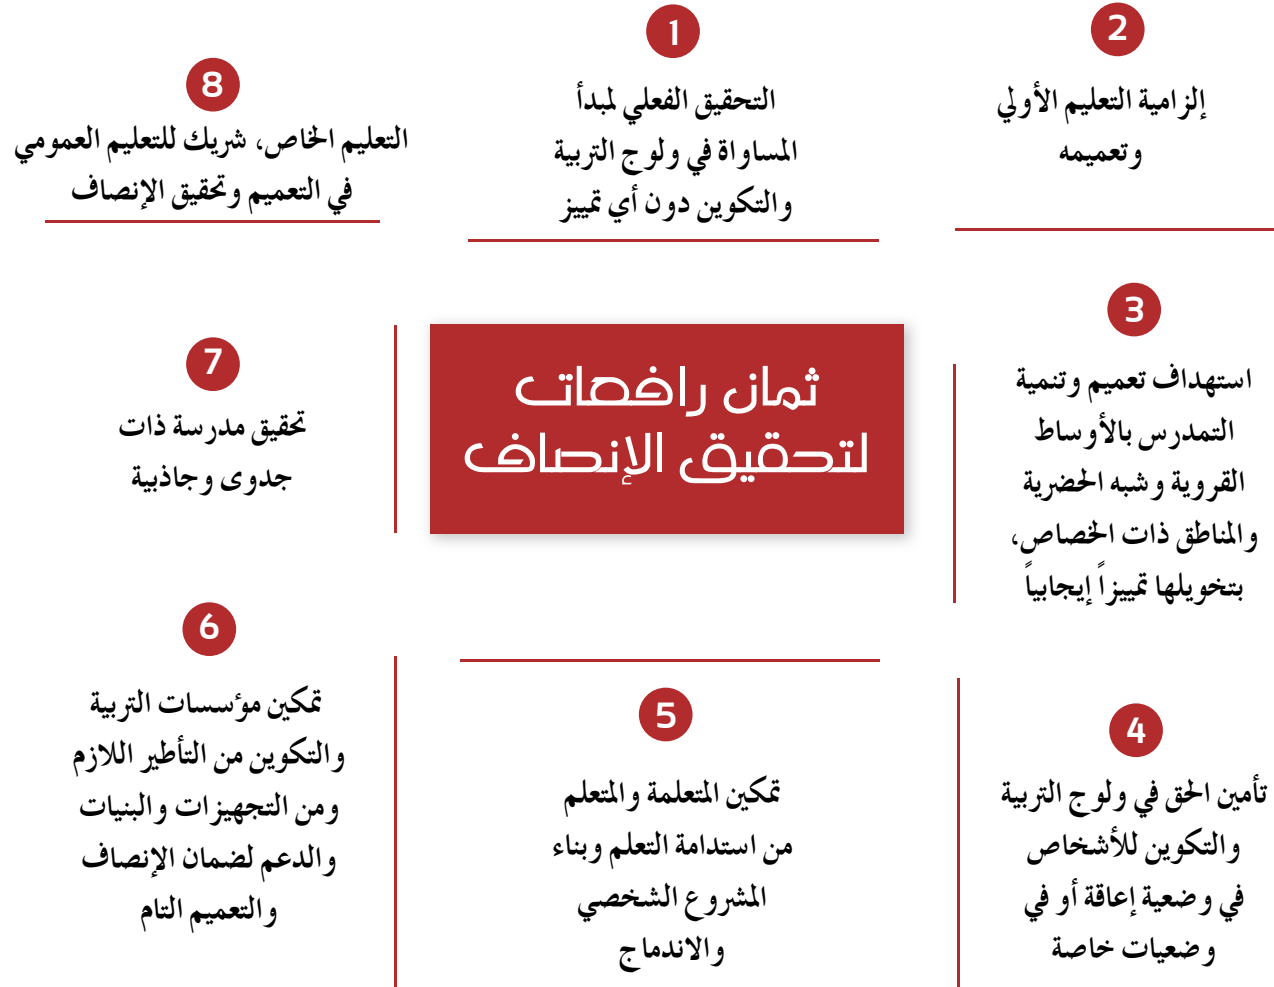 ثمان رافعات
لتحقيق الإنصاف
1
التحقيق الفعلي لمبدأ
المساواة في ولوج التربية
والتكوين دون أي تمييز
2
إلزامية التعليم الأولي
وتعميمه
3
استهداف تعميم وتنمية
التمدرس بالأوساط
القروية وشبه الحضرية
والمناطق ذات الخصاص،
بتخويلها تمييزاً إيجابياً
4
تأمين الحق في ولوج التربية
والتكوين للأشخاص
في وضعية إعاقة أو في
وضعيات خاصة
5
تمكين المتعلمة والمتعلم
من استدامة التعلم وبناء
المشروع الشخصي
والاندماج
6
تمكين مؤسسات التربية
والتكوين من التأطير اللازم
ومن التجهيزات والبنيات
والدعم لضمان الإنصاف
والتعميم التام
7
تحقيق مدرسة ذات
جدوى وجاذبية
8
التعليم الخاص، شريك للتعليم العمومي
في التعميم وتحقيق الإنصاف